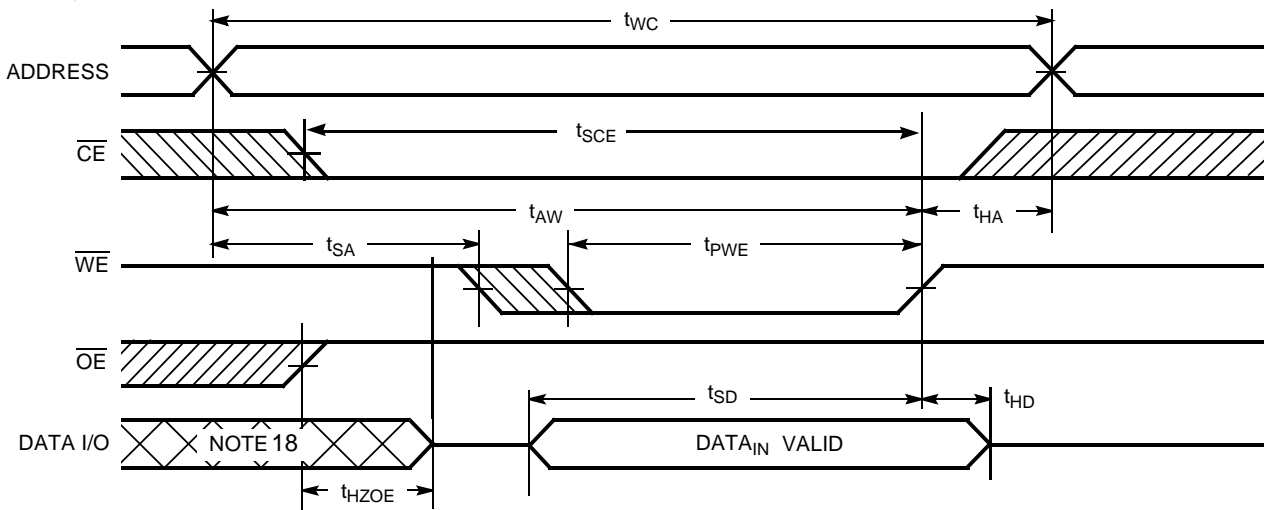 tWC
ADDRESS
tSCE
CE
tAW
tHA
tSA
tPWE
WE
OE
tSD
tHD
DATA I/O
NOTE 18
DATAIN VALID
tHZOE